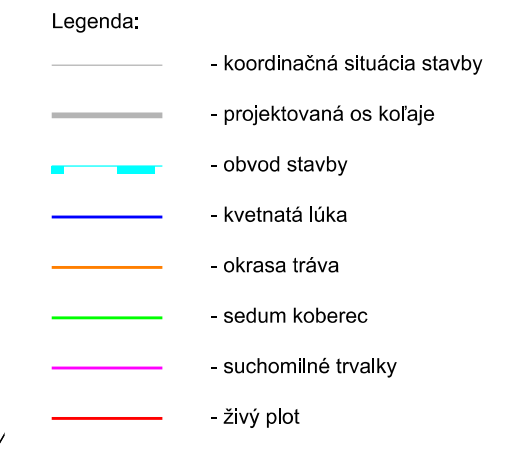 Legenda:
- koordinačná situácia stavby
- projektovaná os koľaje
- obvod stavby
- kvetnatá lúka
- okrasa tráva
- sedum koberec
- suchomilné trvalky
- živý plot